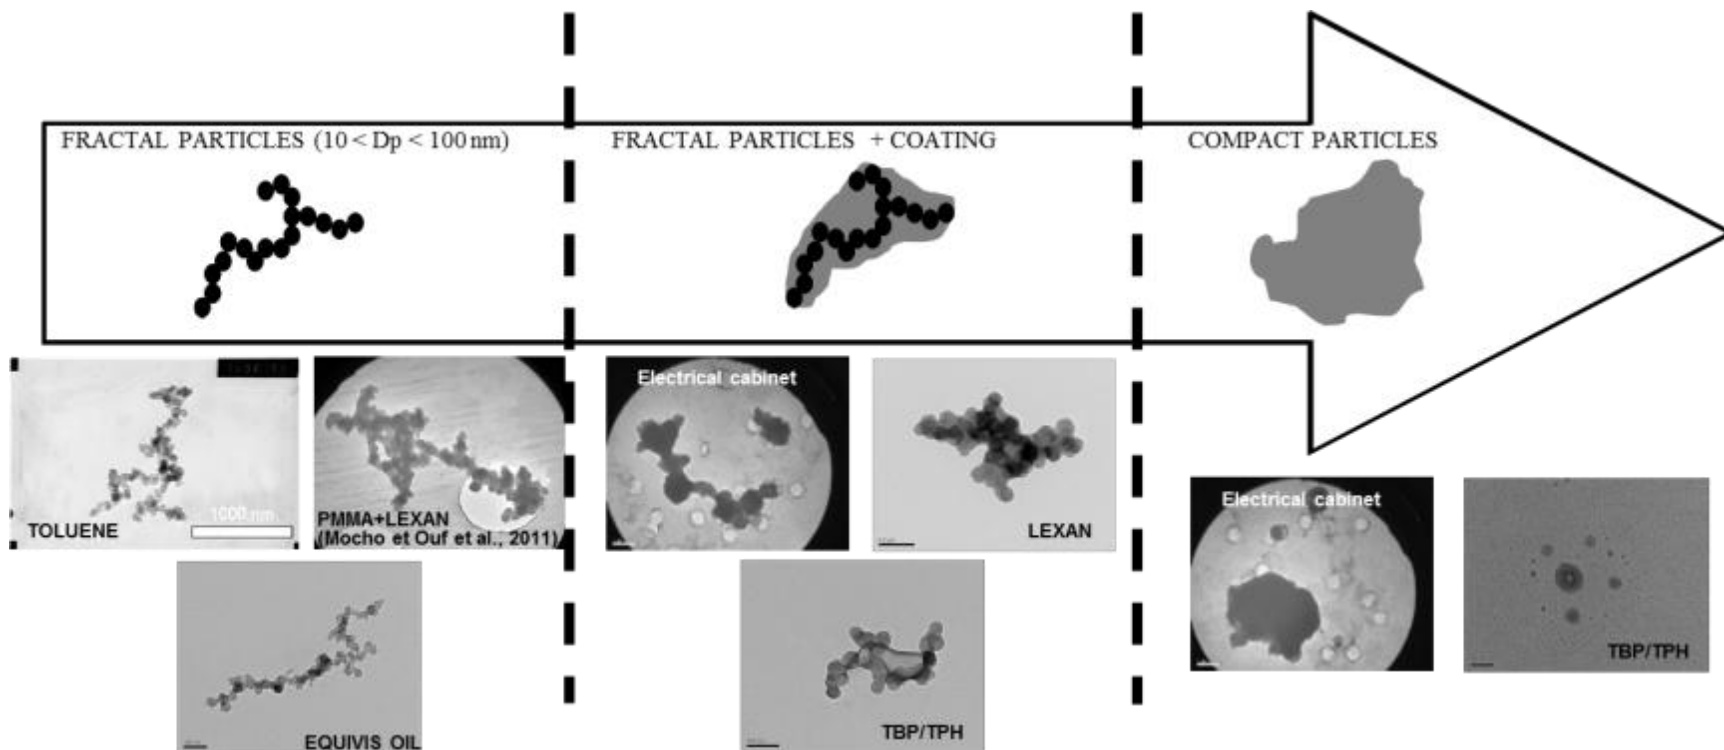 FRACTAL PARTICLES (10 < Dp < 100 nm)
FRACTAL PARTICLES + COATING
COMPACT PARTICLES
TOLUENE
1000 nm
PMMA+LEXAN
(Mocho et Ouf et al., 2011)
EQUIVIS OIL
Electrical cabinet
LEXAN
TBP/TPH
Electrical cabinet
TBP/TPH